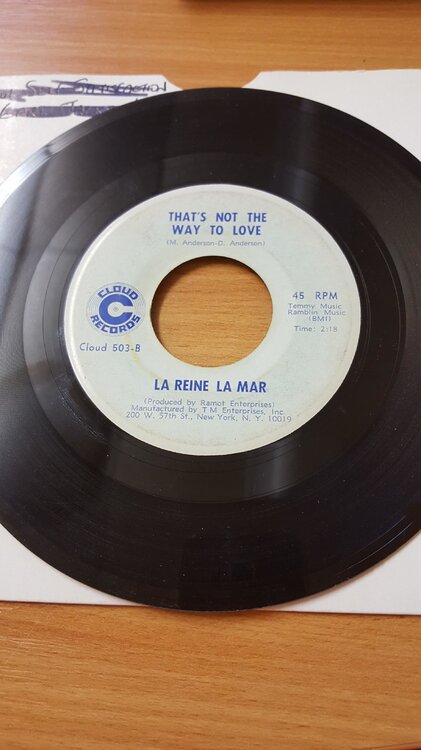 THAT'S NOT THE
WAY TO LOVE
(M. Anderson-D. Anderson)
CLOUD
C
RECORDS
Cloud 503-B
45 RPM
Temmy Music
Ramblin Music
(BMI)
Time: 2:18
LA REINE LA MAR
(Produced by Ramot Enterprises)
Manufactured by T M Enterprises, Inc.
200 W. 57th St., New York, N. Y. 10019